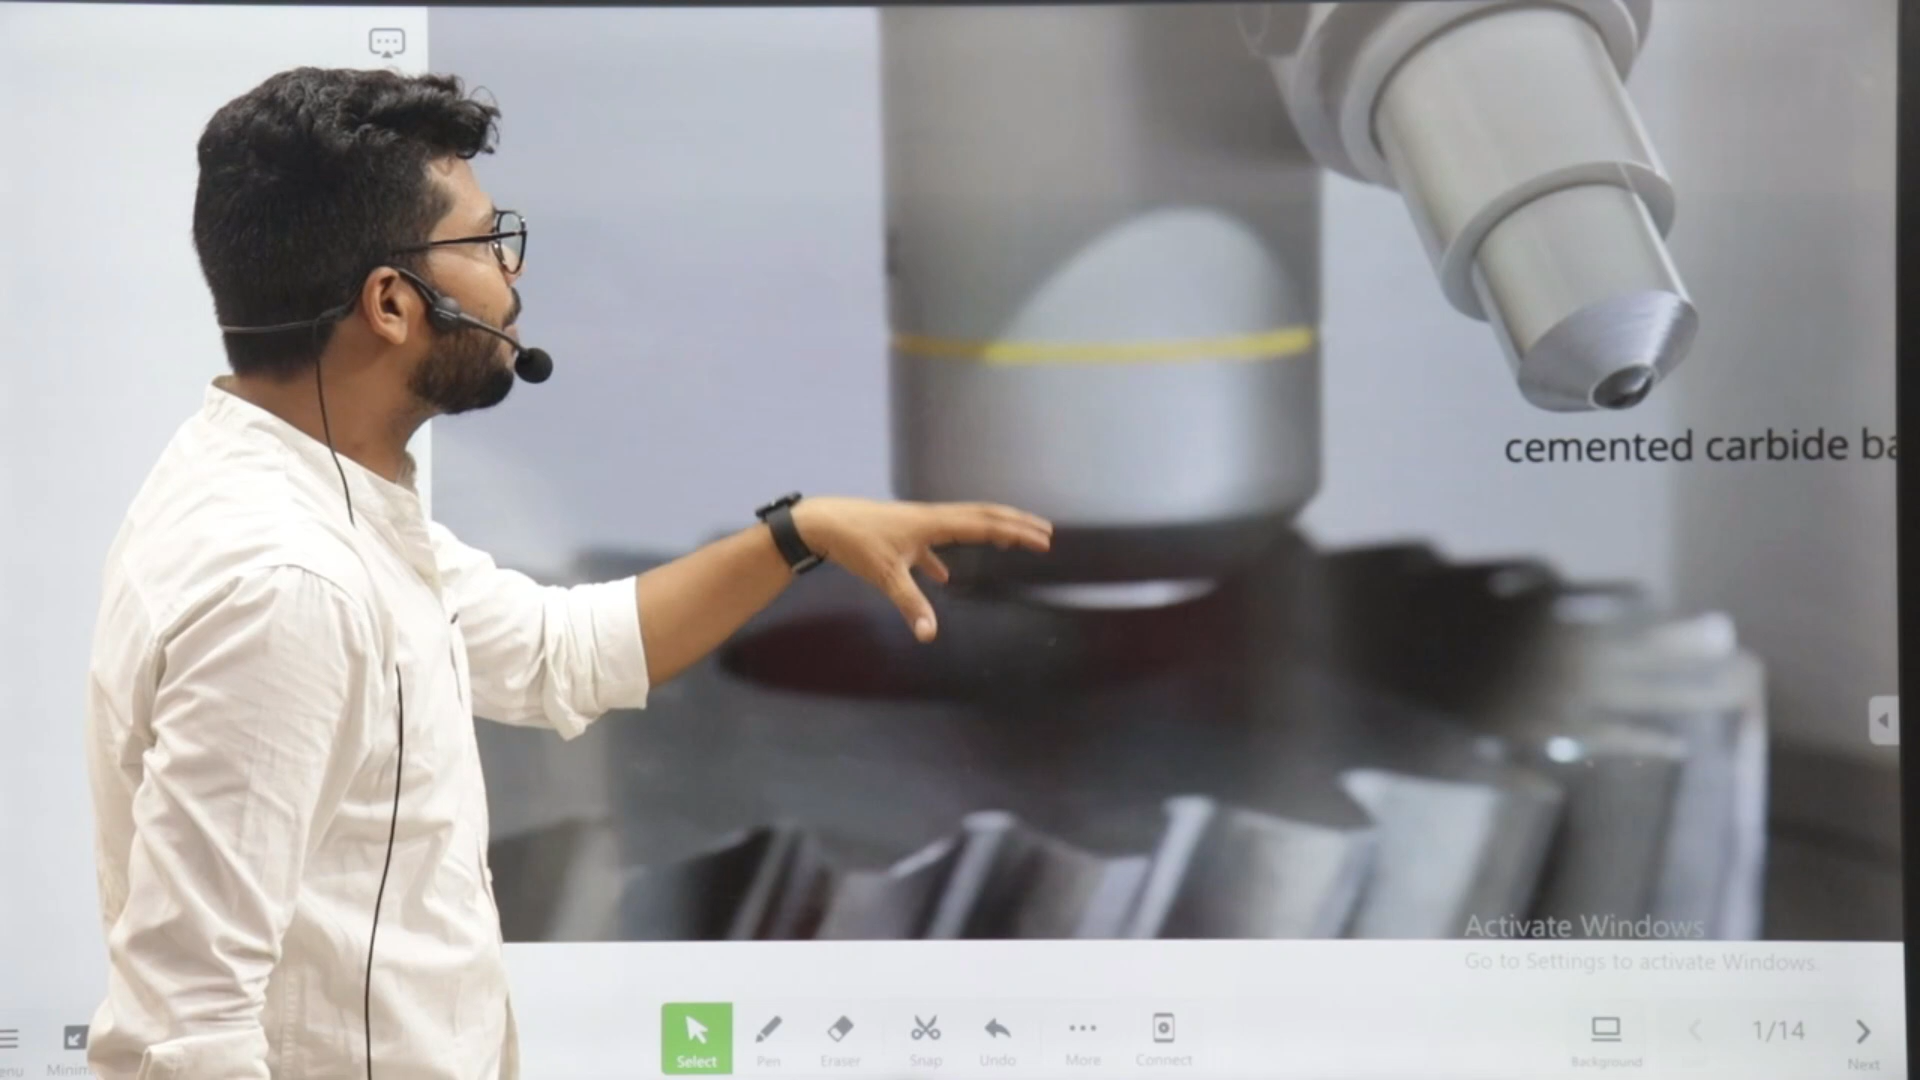 cemented carbide
Activate Windows
Go to Settings to activate Windows.
Select
Pen
Eraser
Snap
Undo
More
Connect
Background
1/14
Next